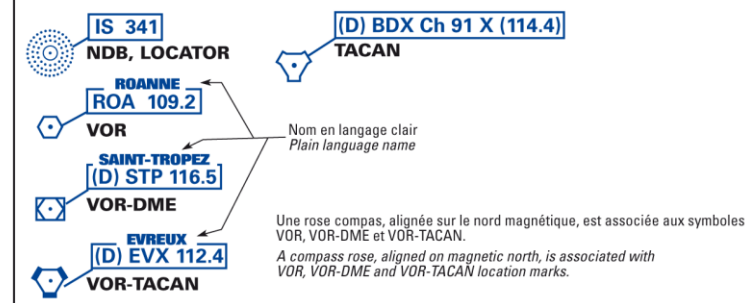 IS 341
NDB, LOCATOR
(D) BDX Ch 91 X (114.4)
TACAN
ROANNE
ROA 109.2
VOR
Nom en langage clair
Plain language name
SAINT-TROPEZ
(D) STP 116.5
VOR-DME
EVREUX
(D) EVX 112.4
VOR-TACAN
Une rose compas, alignée sur le nord magnétique, est associée aux symboles
VOR, VOR-DME et VOR-TACAN.
A compass rose, aligned on magnetic north, is associated with
VOR, VOR-DME and VOR-TACAN location marks.